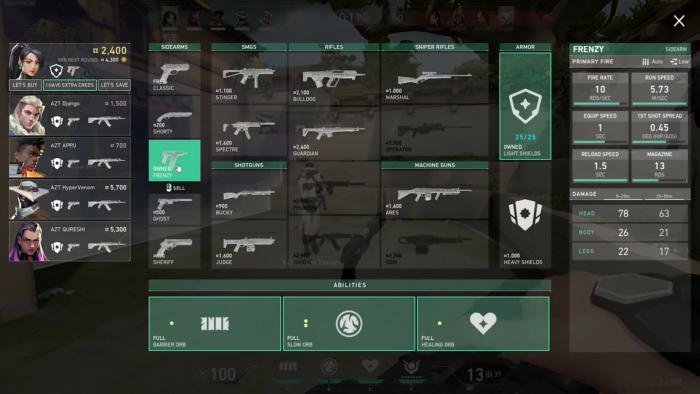 ¤ 2,400
MIN NEXT ROUND: ¤ 4,300
LET'S BUY
I HAVE EXTRA CREDS
LET'S SAVE
AZT Django
¤ 1,500
AZT APPU
¤ 700
AZT HyperVenom
¤ 5,700
AZT QURESHI
¤ 5,300
SIDEARMS
SMGS
RIFLES
SNIPER RIFLES
ARMOR
FREE
CLASSIC
¤1,100
STINGER
¤2,100
BULLDOG
¤1,000
MARSHAL
¤200
SHORTY
¤1,600
SPECTRE
¤2,400
GUARDIAN
OPERATOR
25/25
OWNED
LIGHT SHIELDS
OWNED
FRENZY
SELL
SHOTGUNS
MACHINE GUNS
¤500
GHOST
¤900
BUCKY
¤1,600
ARES
¤800
SHERIFF
¤1,600
JUDGE
¤1,000
HEAVY SHIELDS
ABILITIES
FULL
BARRIER ORB
FULL
SLOW ORB
FULL
HEALING ORB
100
13
39
FRENZY
SIDEARM
PRIMARY FIRE
Auto
Low
FIRE RATE
10
RDS/SEC
RUN SPEED
5.73
M/SEC
EQUIP SPEED
1
SEC
1ST SHOT SPREAD
0.45
DEG (HIP/ADS)
RELOAD SPEED
1.5
SEC
MAGAZINE
13
RDS
DAMAGE
0-20m
20-50m
HEAD 78 63
BODY 26 21
LEGS 22 17